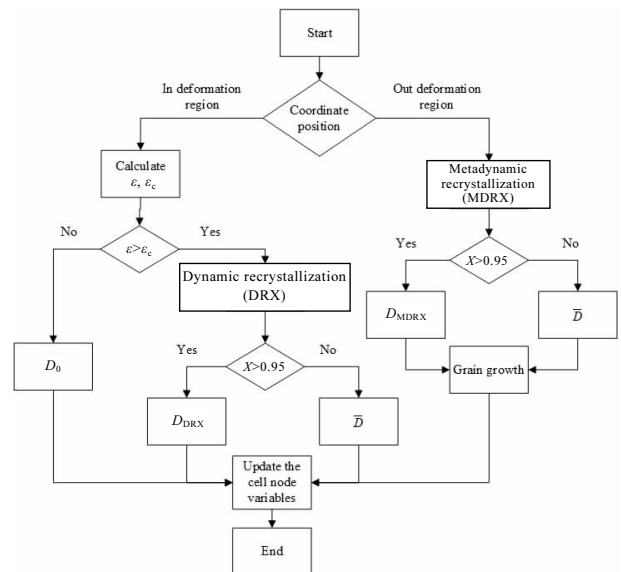 Start
In deformation
region
Out deformation
region
Coordinate
position
Calculate
ε, εc
Metadynamic
recrystallization
(MDRX)
No
ε>εc
Yes
Yes
X>0.95
No
Dynamic recrystallization
(DRX)
DMDRX
D̅
D0
Yes
X>0.95
No
Grain growth
DDRX
D̅
Update the
cell node
variables
End